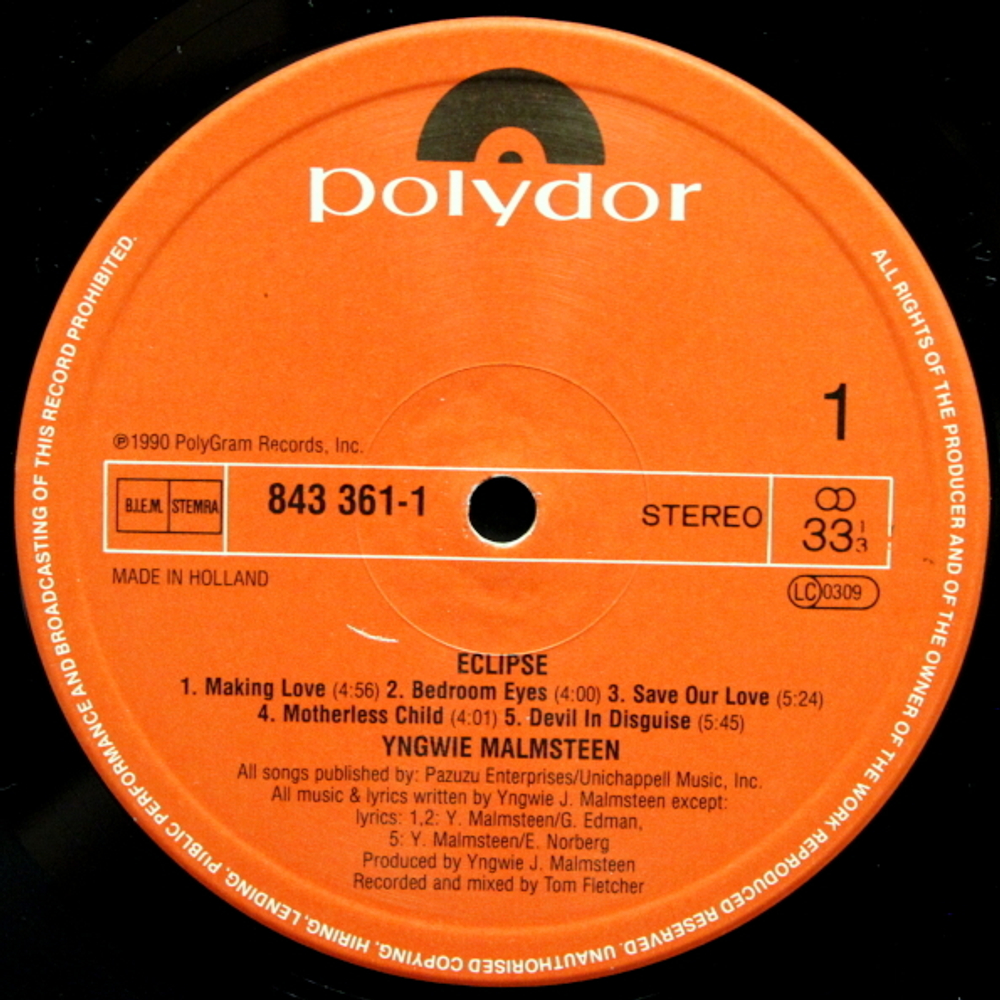 polydor
ALL RIGHTS OF THE PRODUCER AND OF THE OWNER OF THE WORK REPRODUCED RESERVED. UNAUTHORISED COPYING, HIRING, LENDING, PUBLIC PERFORMANCE AND BROADCASTING OF THIS RECORD PROHIBITED.
1
℗1990 PolyGram Records, Inc.
B.I.E.M. STEMRA 843 361-1 STEREO 33 1/3
MADE IN HOLLAND
LC 0309
ECLIPSE
1. Making Love (4:56) 2. Bedroom Eyes (4:00) 3. Save Our Love (5:24)
4. Motherless Child (4:01) 5. Devil In Disguise (5:45)
YNGWIE MALMSTEEN
All songs published by: Pazuzu Enterprises/Unichappell Music, Inc.
All music & lyrics written by Yngwie J. Malmsteen except:
lyrics: 1,2: Y. Malmsteen/G. Edman,
5: Y. Malmsteen/E. Norberg
Produced by Yngwie J. Malmsteen
Recorded and mixed by Tom Fletcher